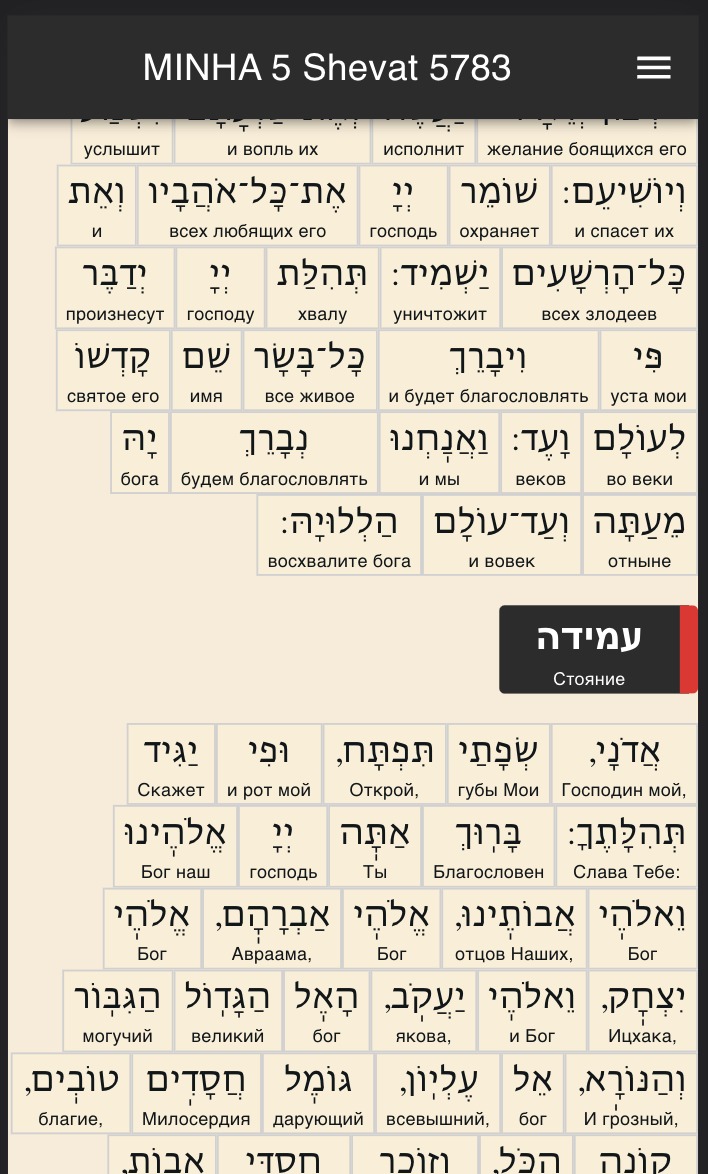 MINHA 5 Shevat 5783
услышит и вопль их исполнит желание боящихся его
וְיוֹשִׁיעֵם: שׁוֹמֵר יְיָ אֶת־כָּל־אֹהֲבָיו וְאֵת
и спасет их охраняет господь всех любящих его и
כָּל־הָרְשָׁעִים יַשְׁמִיד: תְּהִלַּת יְיָ יְדַבֶּר
всех злодеев уничтожит хвалу господу произнесут
פִּי וִיבָרֵךְ כָּל־בָּשָׂר שֵׁם קָדְשׁוֹ
уста мои и будет благословлять все живое имя святое его
לְעוֹלָם וָעֶד: וַאֲנַחְנוּ נְבָרֵךְ יָהּ
во веки веков и мы будем благословлять бога
מֵעַתָּה וְעַד־עוֹלָם הַלְלוּיָהּ:
отныне и вовек восхвалите бога
עמידה
Стояние
אֲדֹנָי, שְׂפָתַי תִּפְתָּח, וּפִי יַגִּיד
Господин мой, губы Мои Открой, и рот мой Скажет
תְּהִלָּתֶךָ: בָּרוּךְ אַתָּה יְיָ אֱלֹהֵינוּ
Слава Тебе: Благословен Ты господь Бог наш
וֵאלֹהֵי אֲבוֹתֵינוּ, אֱלֹהֵי אַבְרָהָם, אֱלֹהֵי
Бог отцов Наших, Бог Авраама, Бог
יִצְחָק, וֵאלֹהֵי יַעֲקֹב, הָאֵל הַגָּדוֹל הַגִּבּוֹר
Ицхака, и Бог якова, бог великий могучий
וְהַנּוֹרָא, אֵל עֶלְיוֹן, גּוֹמֵל חֲסָדִים טוֹבִים,
И грозный, бог всевышний, дарующий Милосердия благие,
קוֹנֵה הַכֹּל, וְזוֹכֵר חַסְדֵּי אָבוֹת,